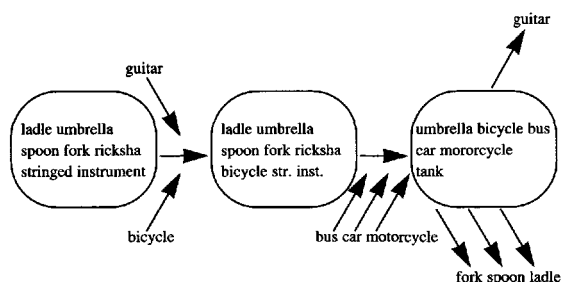 guitar
guitar
ladle umbrella
spoon fork ricksha
stringed instrument
ladle umbrella
spoon fork ricksha
bicycle str. inst.
umbrella bicycle bus
car mororcycle
tank
bicycle
bus car motorcycle
fork spoon ladle